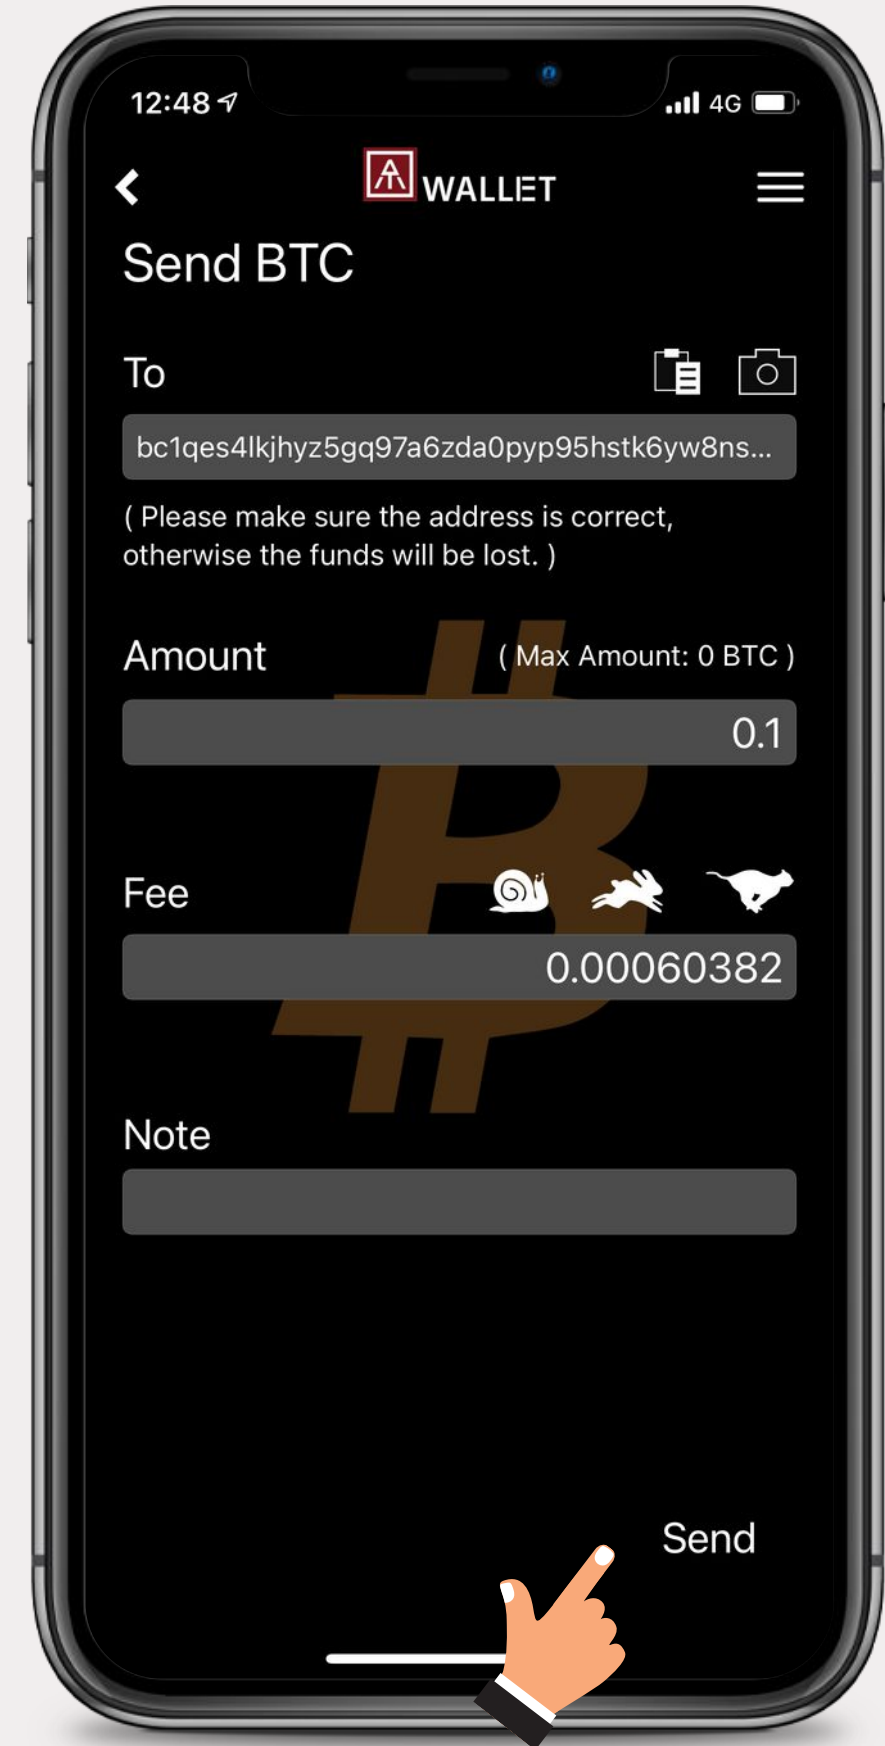 12:48 4G
AT WALLET
Send BTC
To
bc1qes4lkjhyz5gq97a6zda0pyp95hstk6yw8ns...
( Please make sure the address is correct,
otherwise the funds will be lost. )
Amount ( Max Amount: 0 BTC )
0.1
Fee
0.00060382
Note
Send